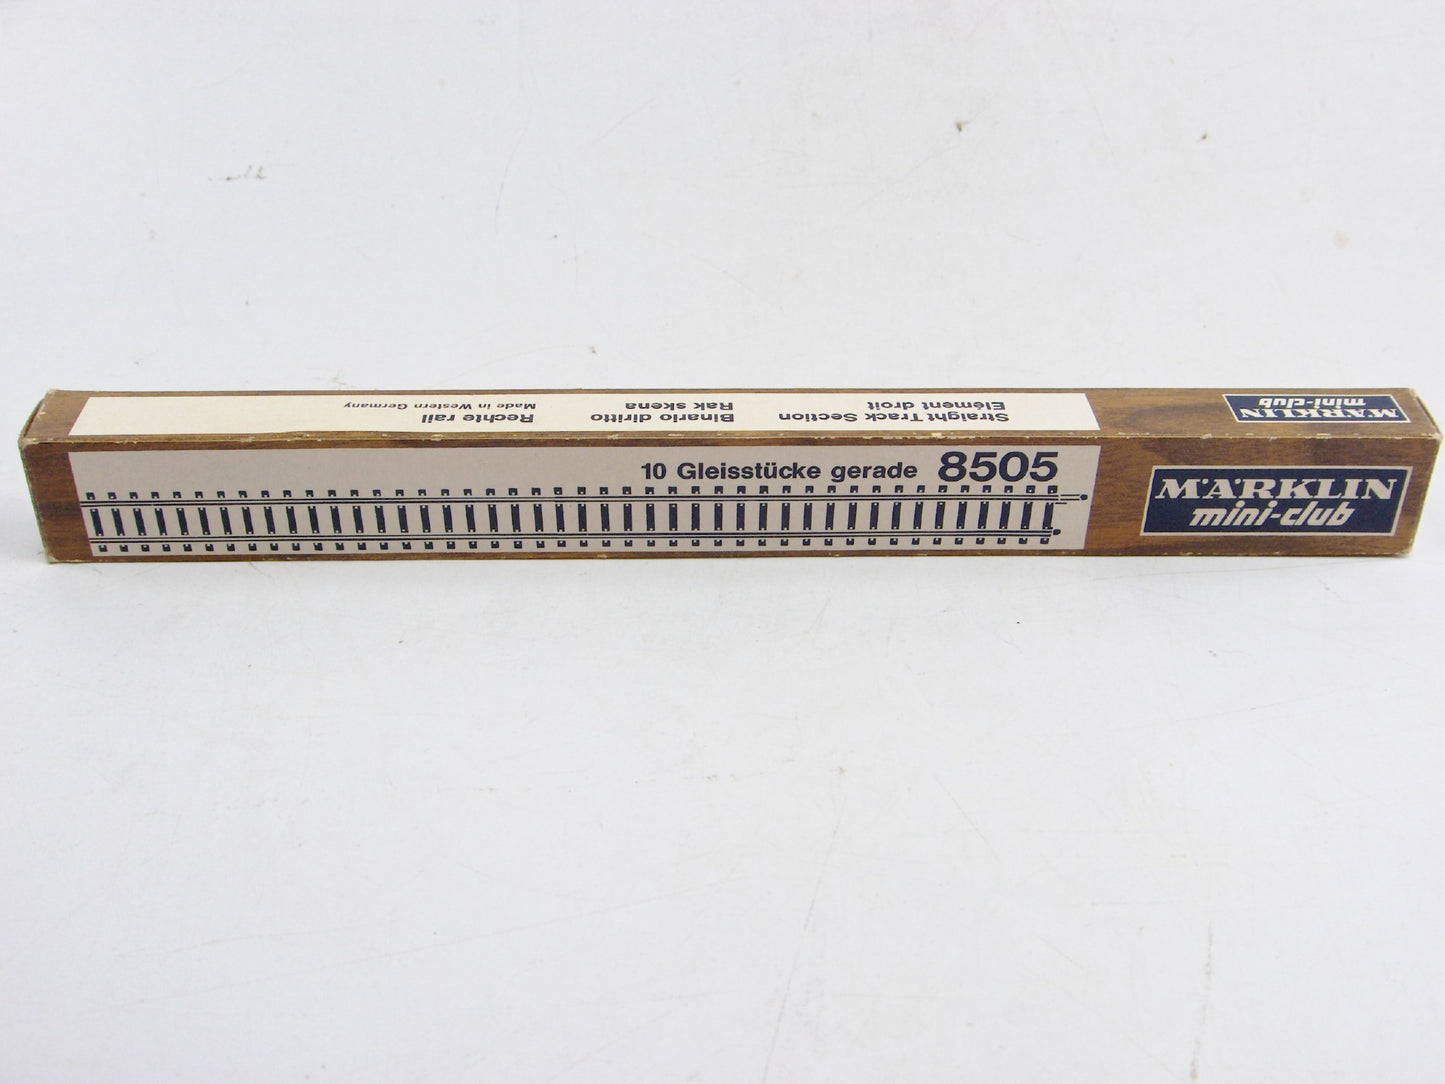 Straight Track Section
Elément droit
Binario diritto
Rak skena
Rechte rail
Made in Western Germany
MÄRKLIN
mini-club
10 Gleisstücke gerade 8505
MÄRKLIN
mini-club